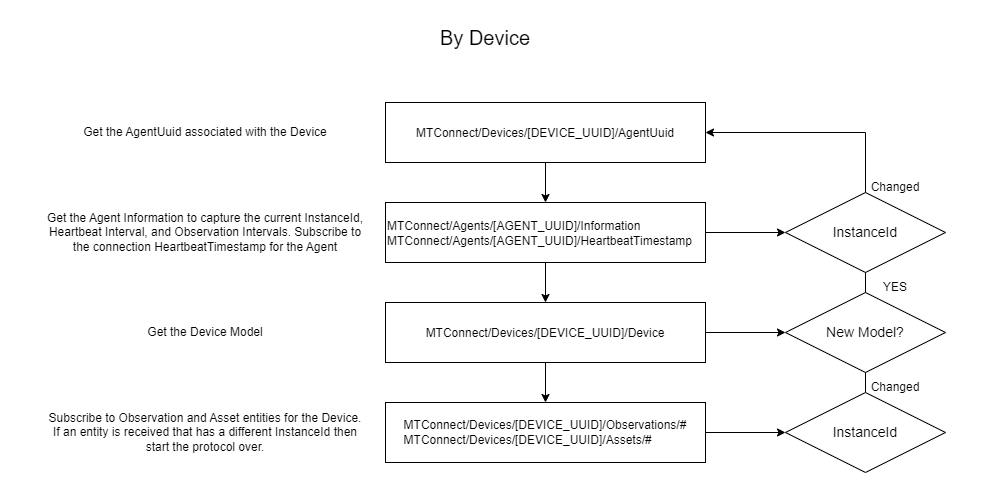 By Device
Get the AgentUuid associated with the Device
MTConnect/Devices/[DEVICE_UUID]/AgentUuid
Changed
Get the Agent Information to capture the current InstanceId,
Heartbeat Interval, and Observation Intervals. Subscribe to
the connection HeartbeatTimestamp for the Agent
MTConnect/Agents/[AGENT_UUID]/Information
MTConnect/Agents/[AGENT_UUID]/HeartbeatTimestamp
InstanceId
YES
Get the Device Model
MTConnect/Devices/[DEVICE_UUID]/Device
New Model?
Changed
Subscribe to Observation and Asset entities for the Device.
If an entity is received that has a different InstanceId then
start the protocol over.
MTConnect/Devices/[DEVICE_UUID]/Observations/#
MTConnect/Devices/[DEVICE_UUID]/Assets/#
InstanceId